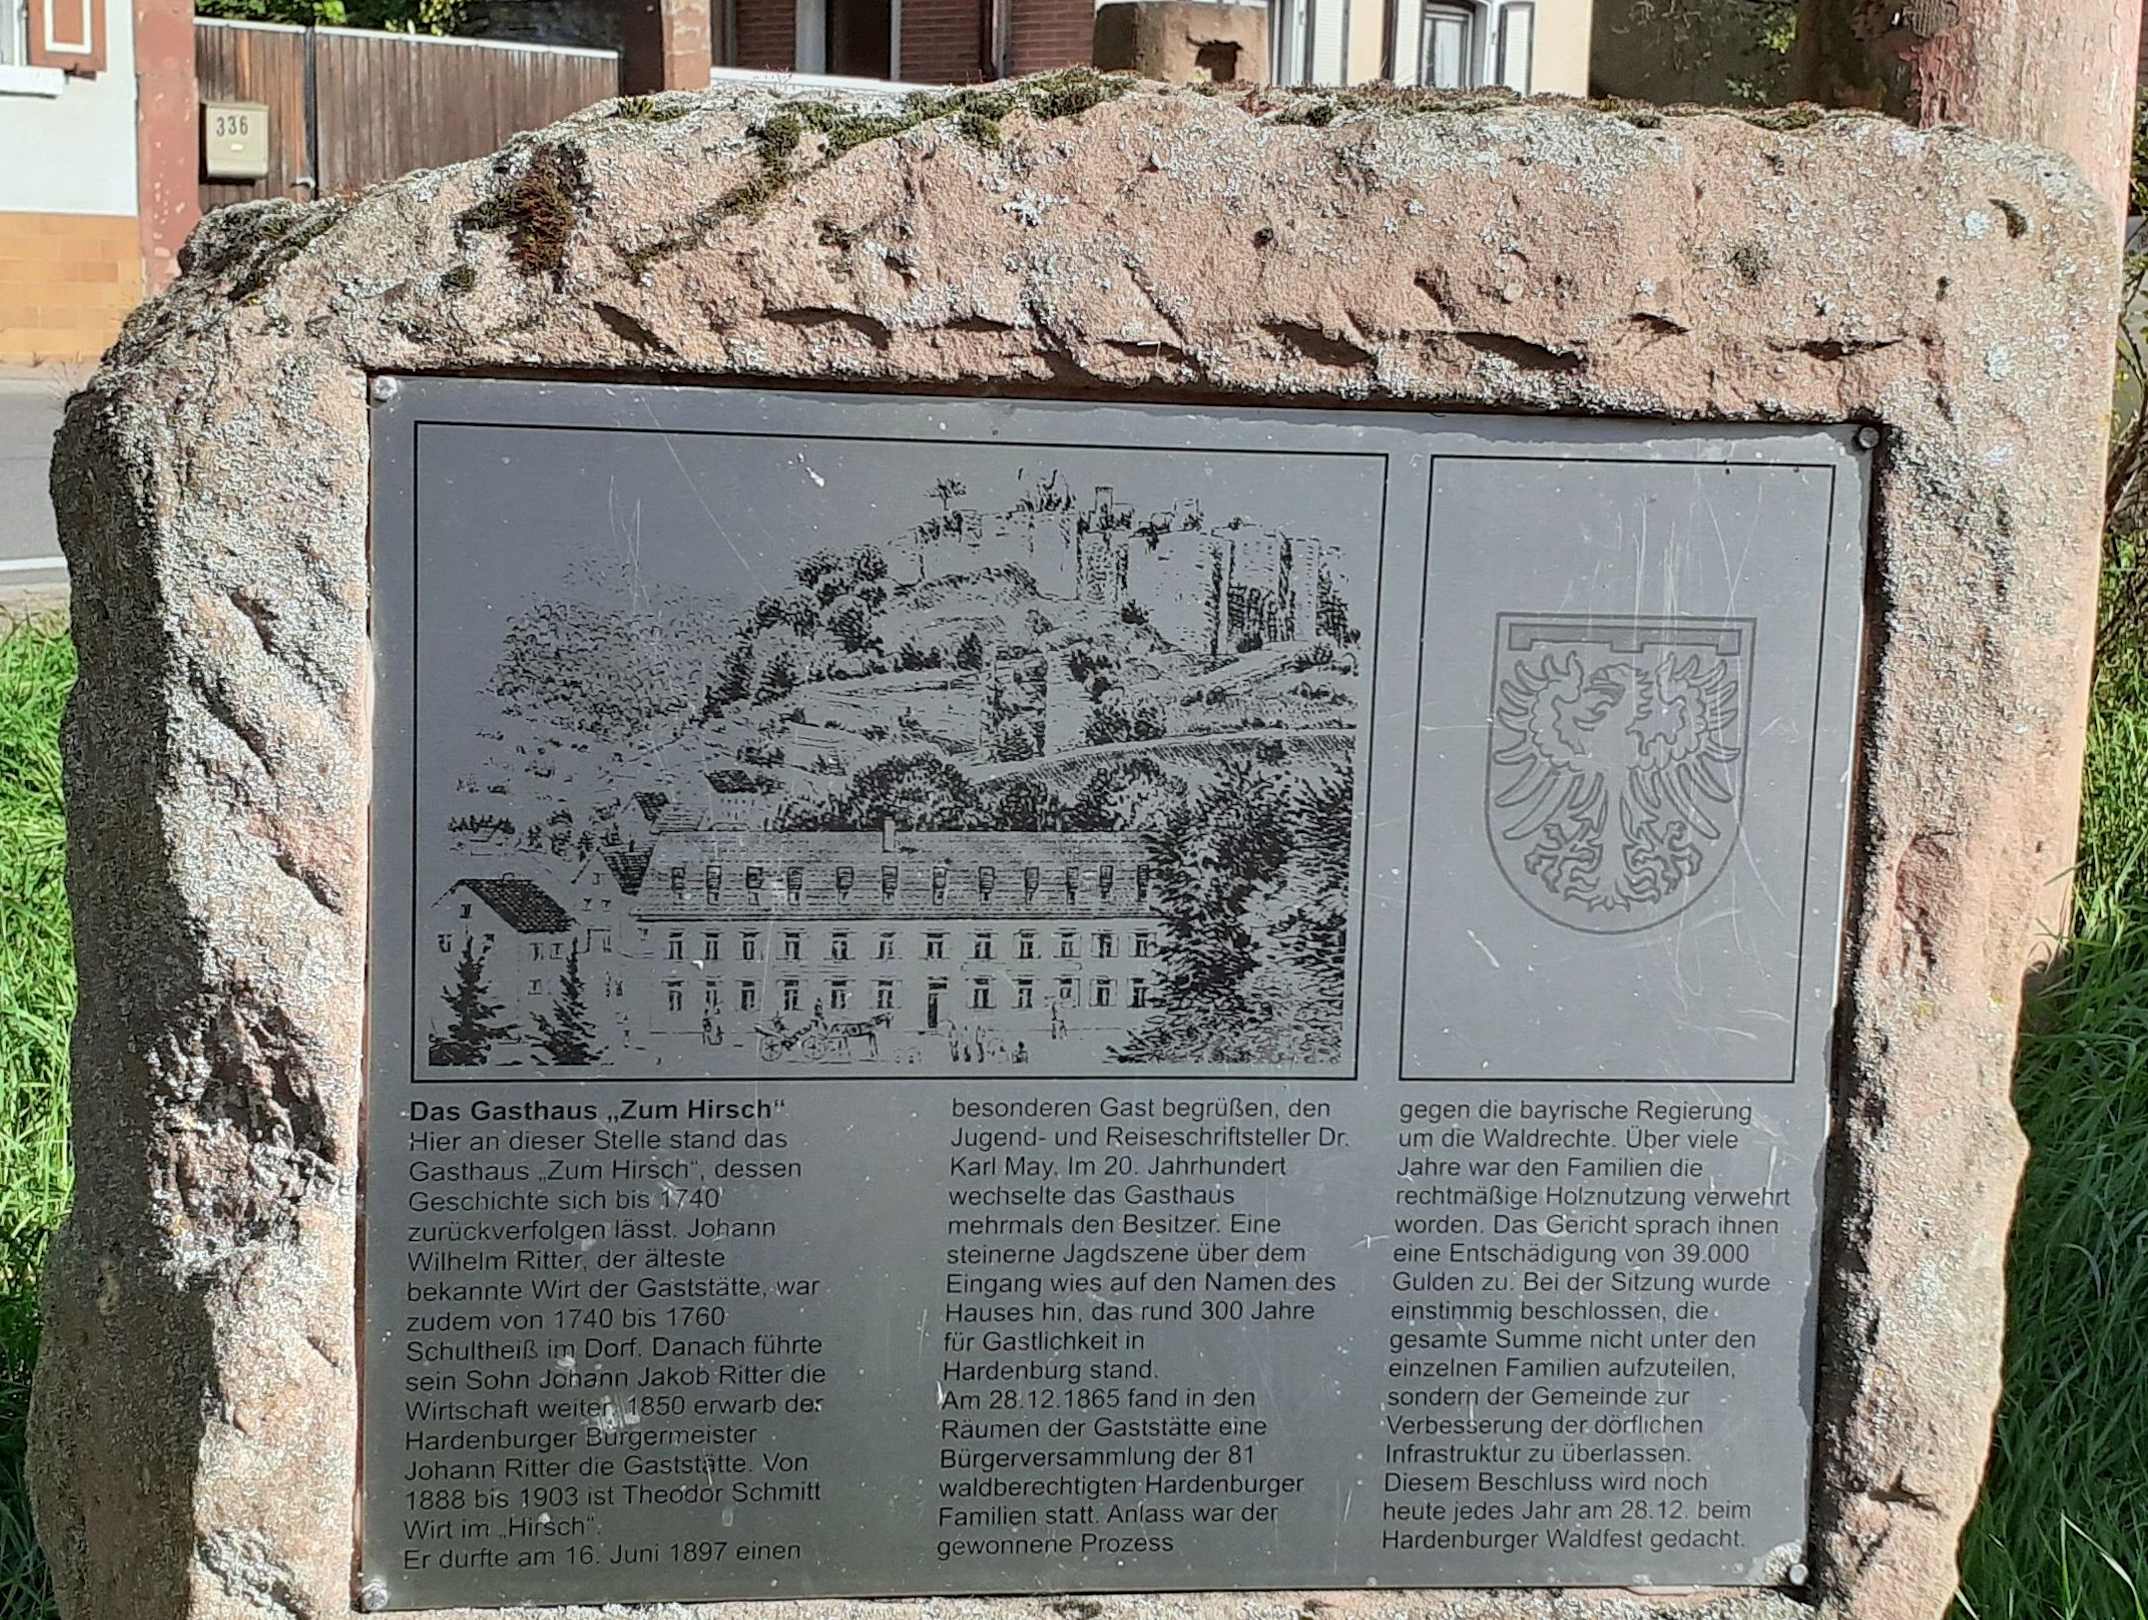 336
Das Gasthaus „Zum Hirsch“
Hier an dieser Stelle stand das
Gasthaus „Zum Hirsch“, dessen
Geschichte sich bis 1740
zurückverfolgen lässt. Johann
Wilhelm Ritter, der älteste
bekannte Wirt der Gaststätte, war
zudem von 1740 bis 1760
Schultheiß im Dorf. Danach führte
sein Sohn Johann Jakob Ritter die
Wirtschaft weiter. 1850 erwarb der
Hardenburger Bürgermeister
Johann Ritter die Gaststätte. Von
1888 bis 1903 ist Theodor Schmitt
Wirt im „Hirsch“.
Er durfte am 16. Juni 1897 einen
besonderen Gast begrüßen, den
Jugend- und Reiseschriftsteller Dr.
Karl May. Im 20. Jahrhundert
wechselte das Gasthaus
mehrmals den Besitzer. Eine
steinerne Jagdszene über dem
Eingang wies auf den Namen des
Hauses hin, das rund 300 Jahre
für Gastlichkeit in
Hardenburg stand.
Am 28.12.1865 fand in den
Räumen der Gaststätte eine
Bürgerversammlung der 81
waldberechtigten Hardenburger
Familien statt. Anlass war der
gewonnene Prozess
gegen die bayrische Regierung
um die Waldrechte. Über viele
Jahre war den Familien die
rechtmäßige Holznutzung verwehrt
worden. Das Gericht sprach ihnen
eine Entschädigung von 39.000
Gulden zu. Bei der Sitzung wurde
einstimmig beschlossen, die
gesamte Summe nicht unter den
einzelnen Familien aufzuteilen,
sondern der Gemeinde zur
Verbesserung der dörflichen
Infrastruktur zu überlassen.
Diesem Beschluss wird noch
heute jedes Jahr am 28.12. beim
Hardenburger Waldfest gedacht.